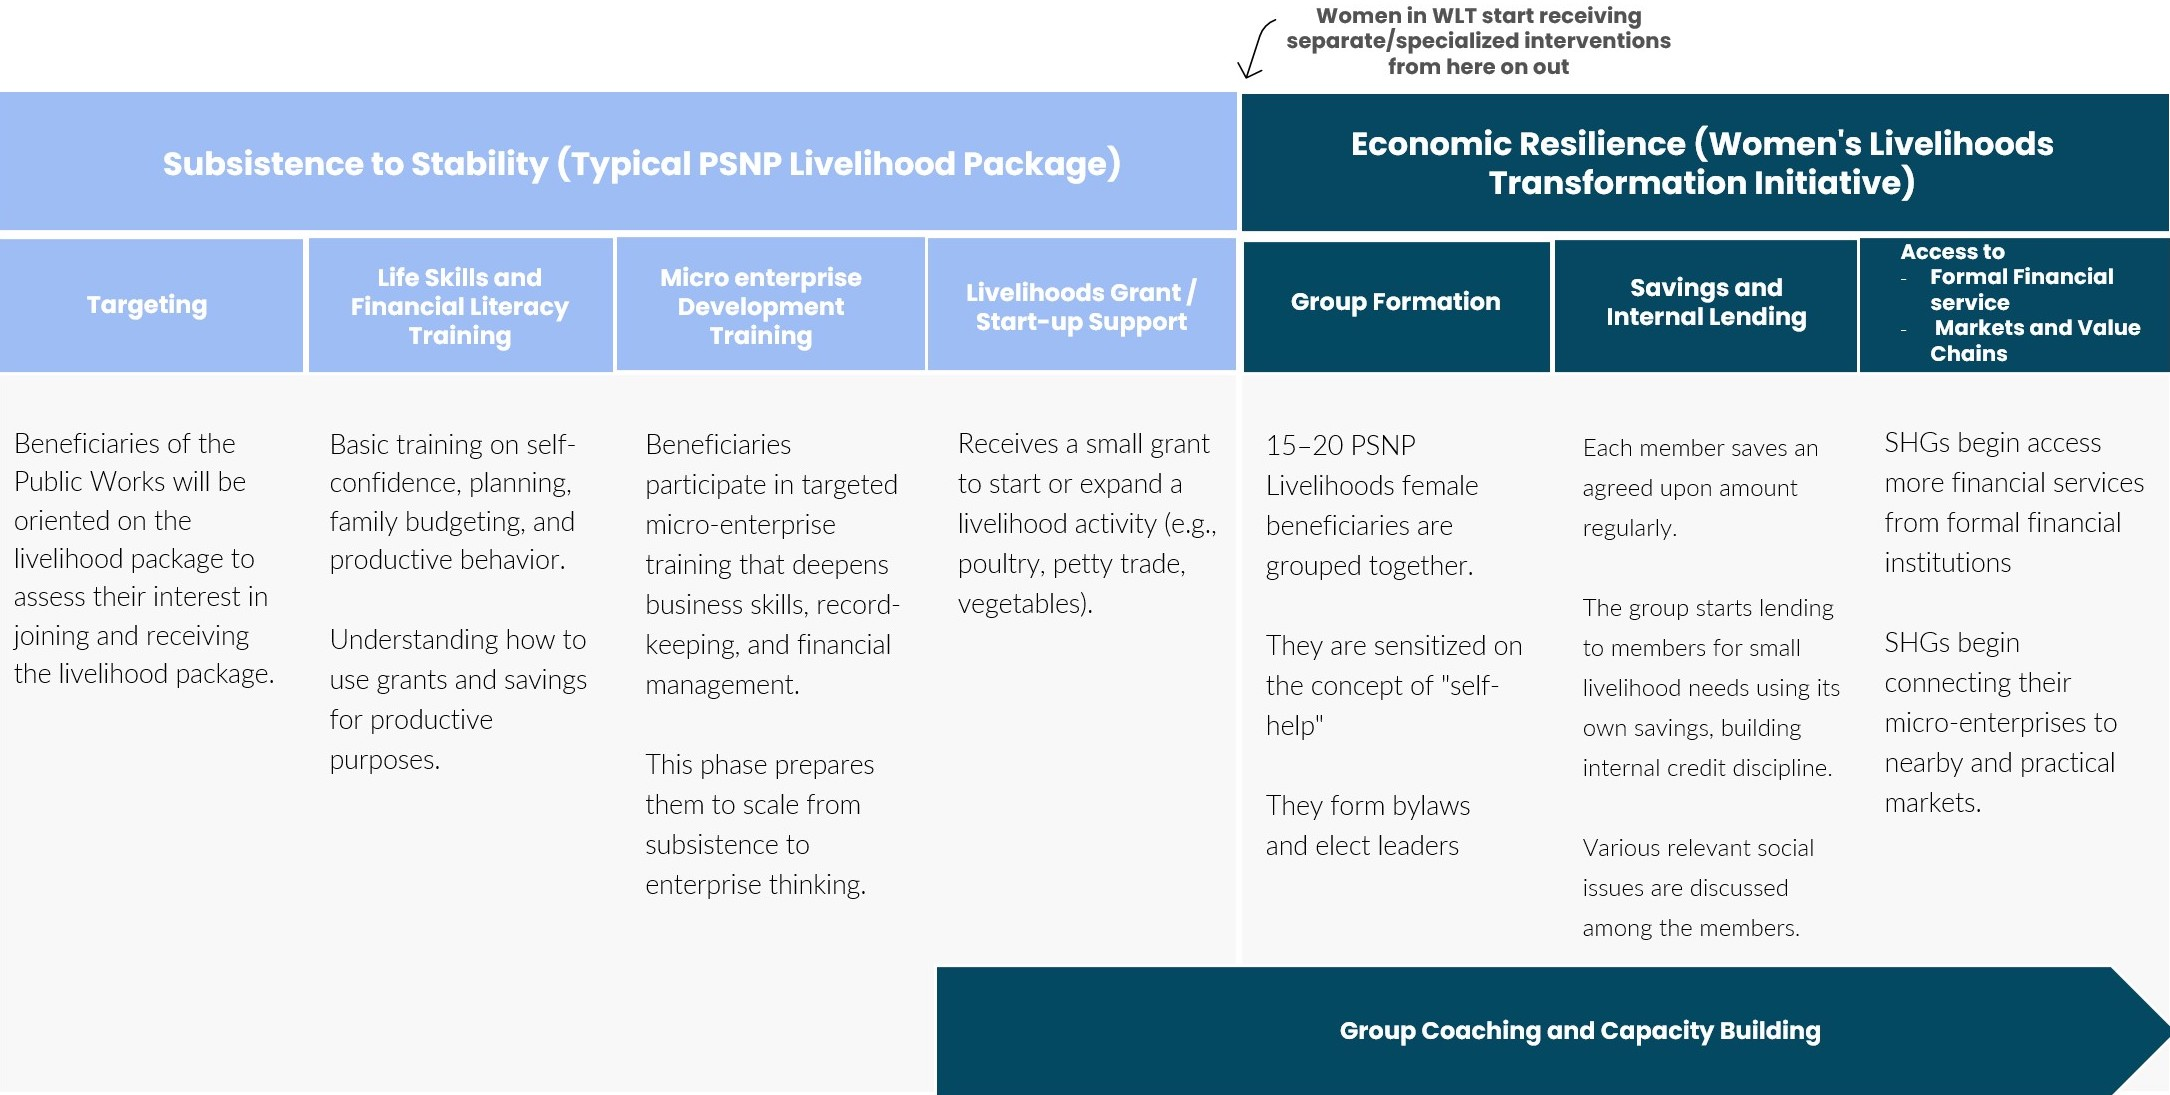 Women in WLT start receiving
separate/specialized interventions
from here on out
Subsistence to Stability (Typical PSNP Livelihood Package)
Economic Resilience (Women's Livelihoods
Transformation Initiative)
Targeting
Life Skills and
Financial Literacy
Training
Micro enterprise
Development
Training
Livelihoods Grant /
Start-up Support
Group Formation
Savings and
Internal Lending
Access to
- Formal Financial
service
- Markets and Value
Chains
Beneficiaries of the
Public Works will be
oriented on the
livelihood package to
assess their interest in
joining and receiving
the livelihood package.
Basic training on self-
confidence, planning,
family budgeting, and
productive behavior.
Understanding how to
use grants and savings
for productive
purposes.
Beneficiaries
participate in targeted
micro-enterprise
training that deepens
business skills, record-
keeping, and financial
management.
This phase prepares
them to scale from
subsistence to
enterprise thinking.
Receives a small grant
to start or expand a
livelihood activity (e.g.,
poultry, petty trade,
vegetables).
15–20 PSNP
Livelihoods female
beneficiaries are
grouped together.
They are sensitized on
the concept of "self-
help"
They form bylaws
and elect leaders
Each member saves an
agreed upon amount
regularly.
The group starts lending
to members for small
livelihood needs using its
own savings, building
internal credit discipline.
Various relevant social
issues are discussed
among the members.
SHGs begin access
more financial services
from formal financial
institutions
SHGs begin
connecting their
micro-enterprises to
nearby and practical
markets.
Group Coaching and Capacity Building